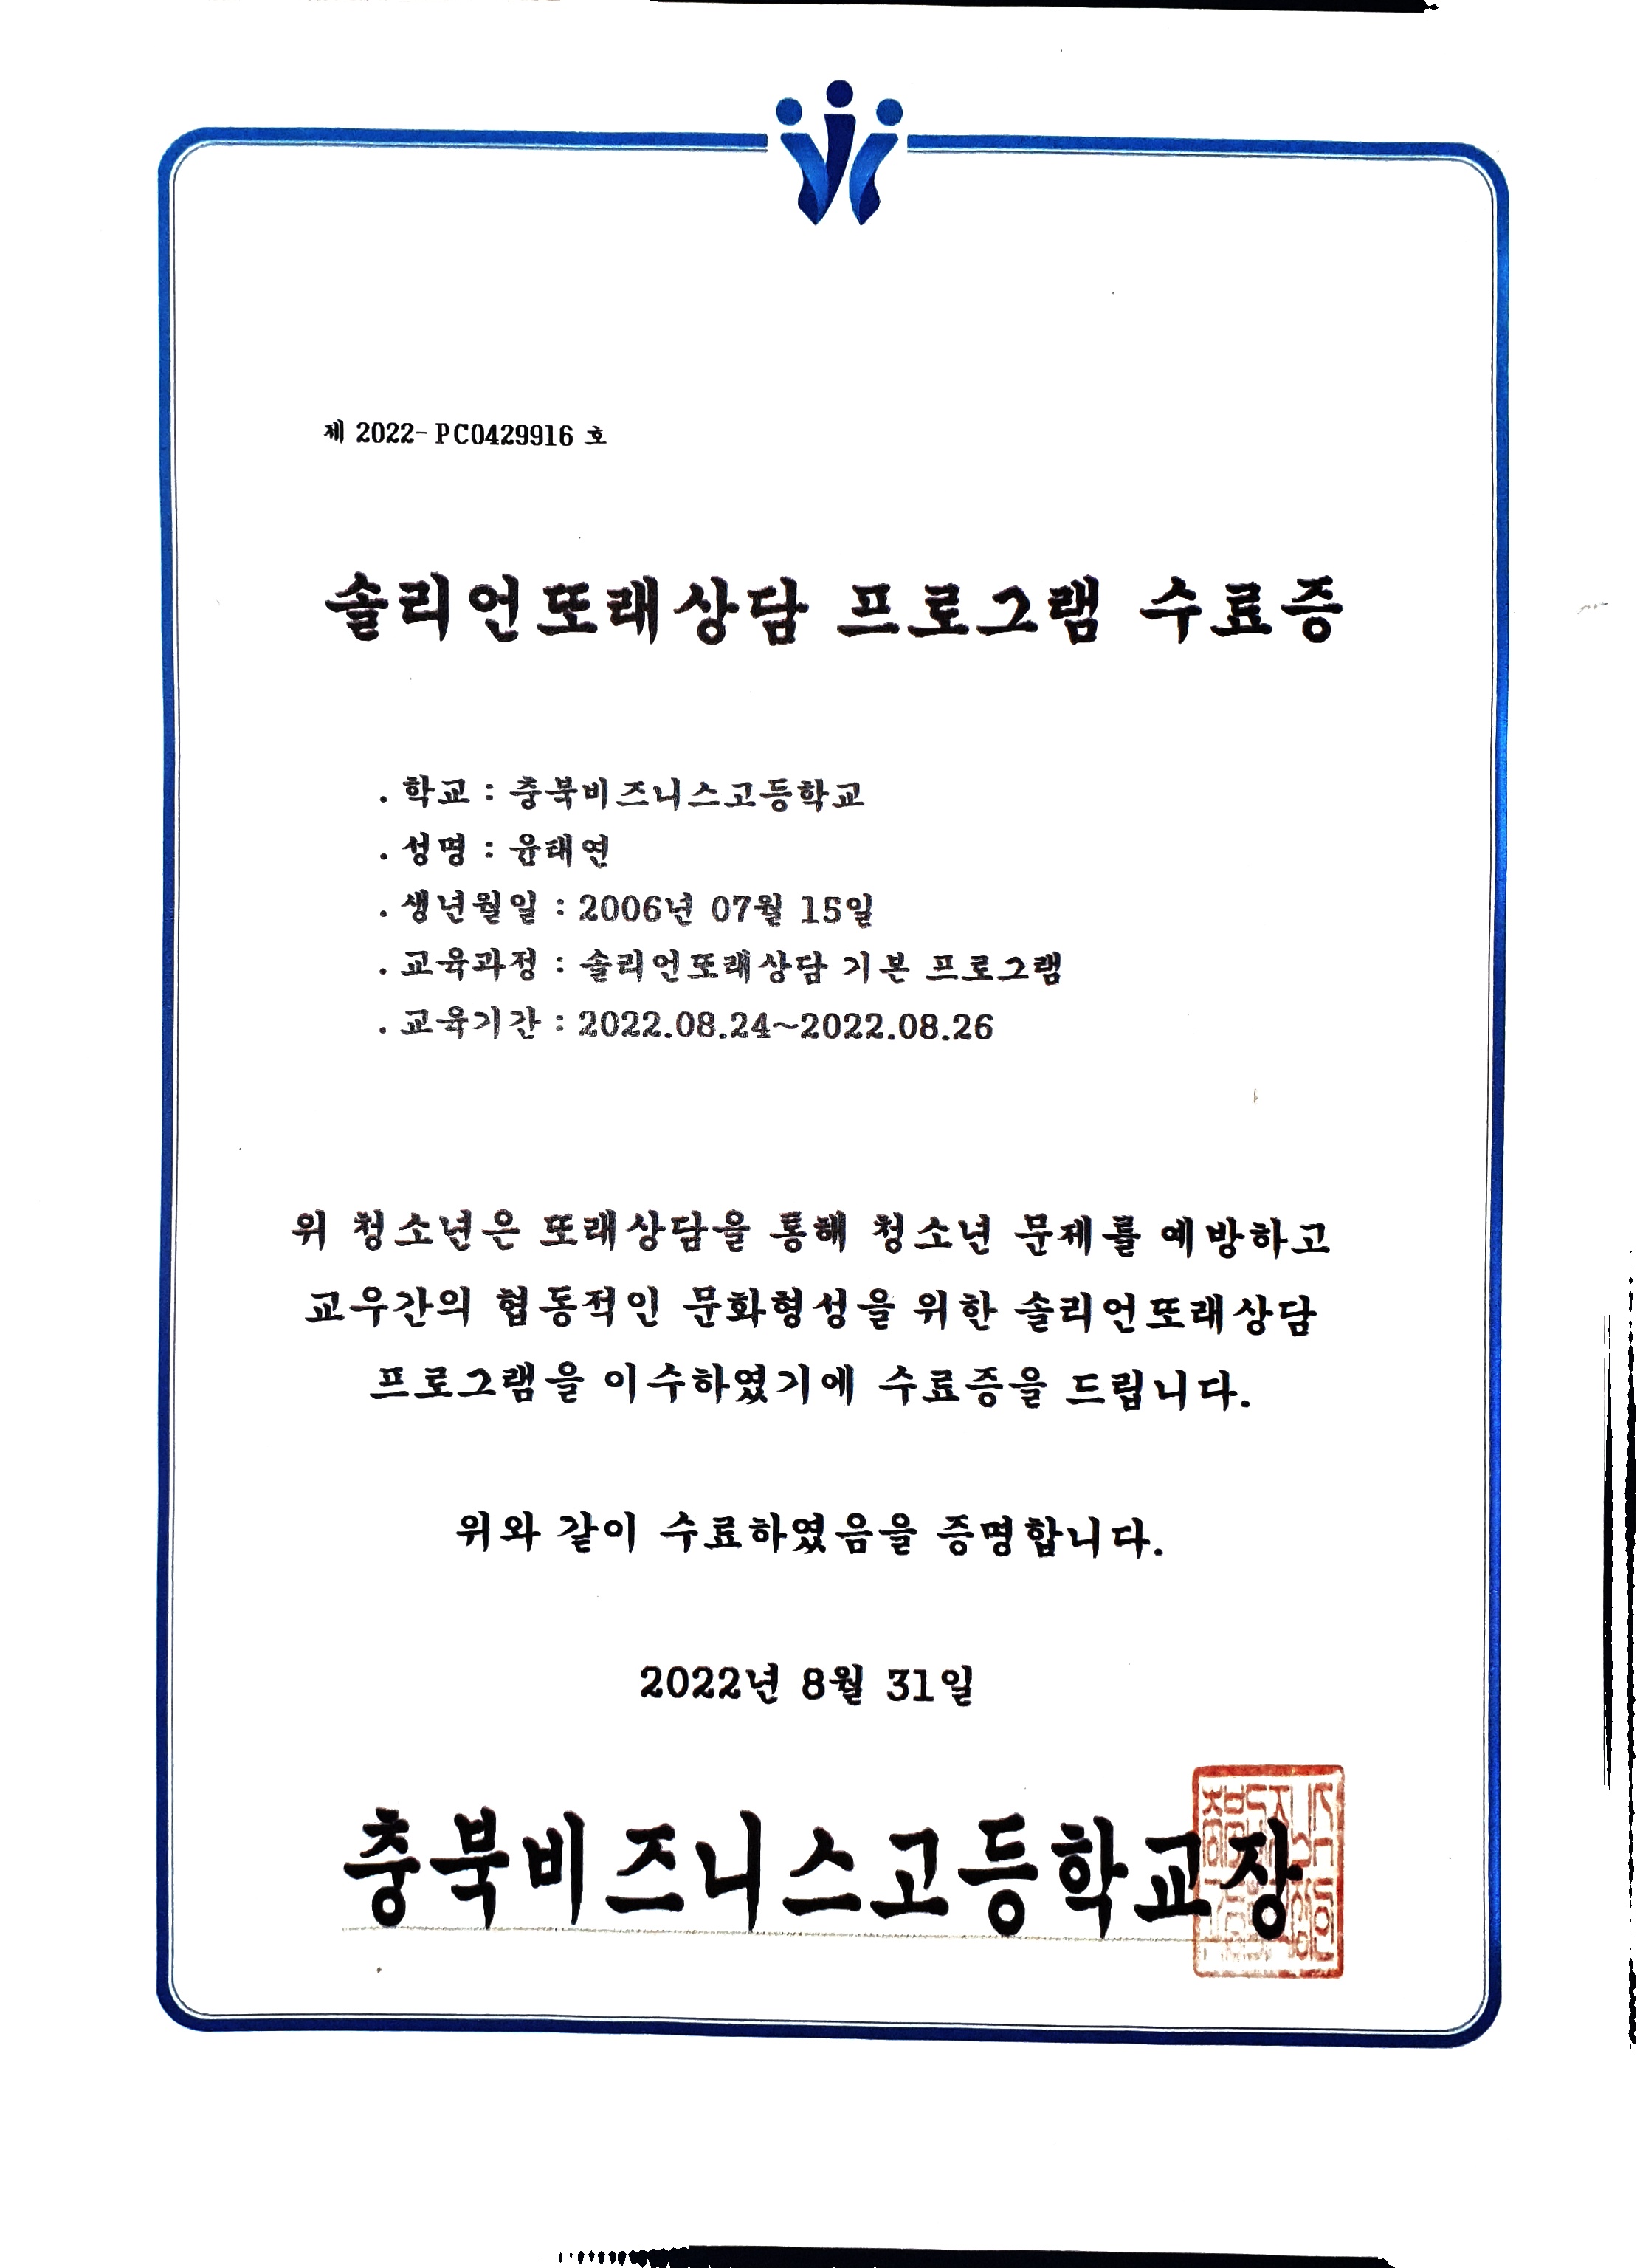 제 2022- PC0429916 호
솔리언또래상담 프로그램 수료증
. 학교 : 충북비즈니스고등학교
. 성명 : 윤태연
. 생년월일 : 2006년 07월 15일
. 교육과정 : 솔리언또래상담 기본 프로그램
. 교육기간 : 2022.08.24~2022.08.26
위 청소년은 또래상담을 통해 청소년 문제를 예방하고
교우간의 협동적인 문화형성을 위한 솔리언또래상담
프로그램을 이수하였기에 수료증을 드립니다.
위와 같이 수료하였음을 증명합니다.
2022년 8월 31일
충북비즈니스고등학교장